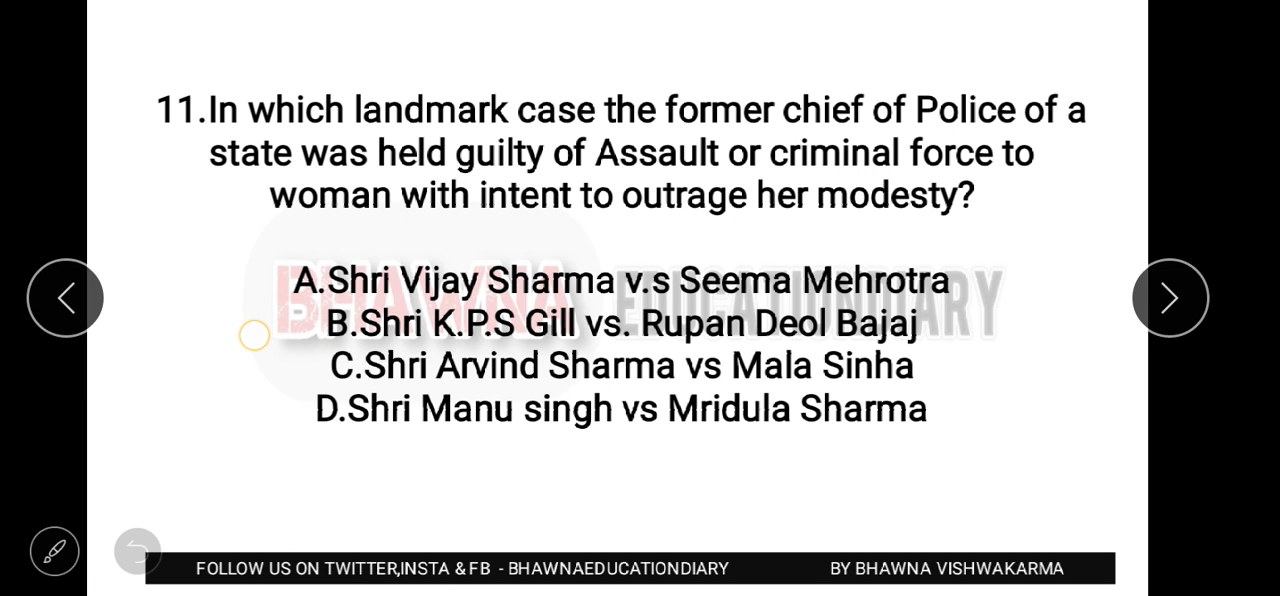 11.In which landmark case the former chief of Police of a
state was held guilty of Assault or criminal force to
woman with intent to outrage her modesty?
BHAWNA EDUCATIONDIARY
A.Shri Vijay Sharma v.s Seema Mehrotra
B.Shri K.P.S Gill vs. Rupan Deol Bajaj
C.Shri Arvind Sharma vs Mala Sinha
D.Shri Manu singh vs Mridula Sharma
FOLLOW US ON TWITTER,INSTA & FB - BHAWNAEDUCATIONDIARY BY BHAWNA VISHWAKARMA